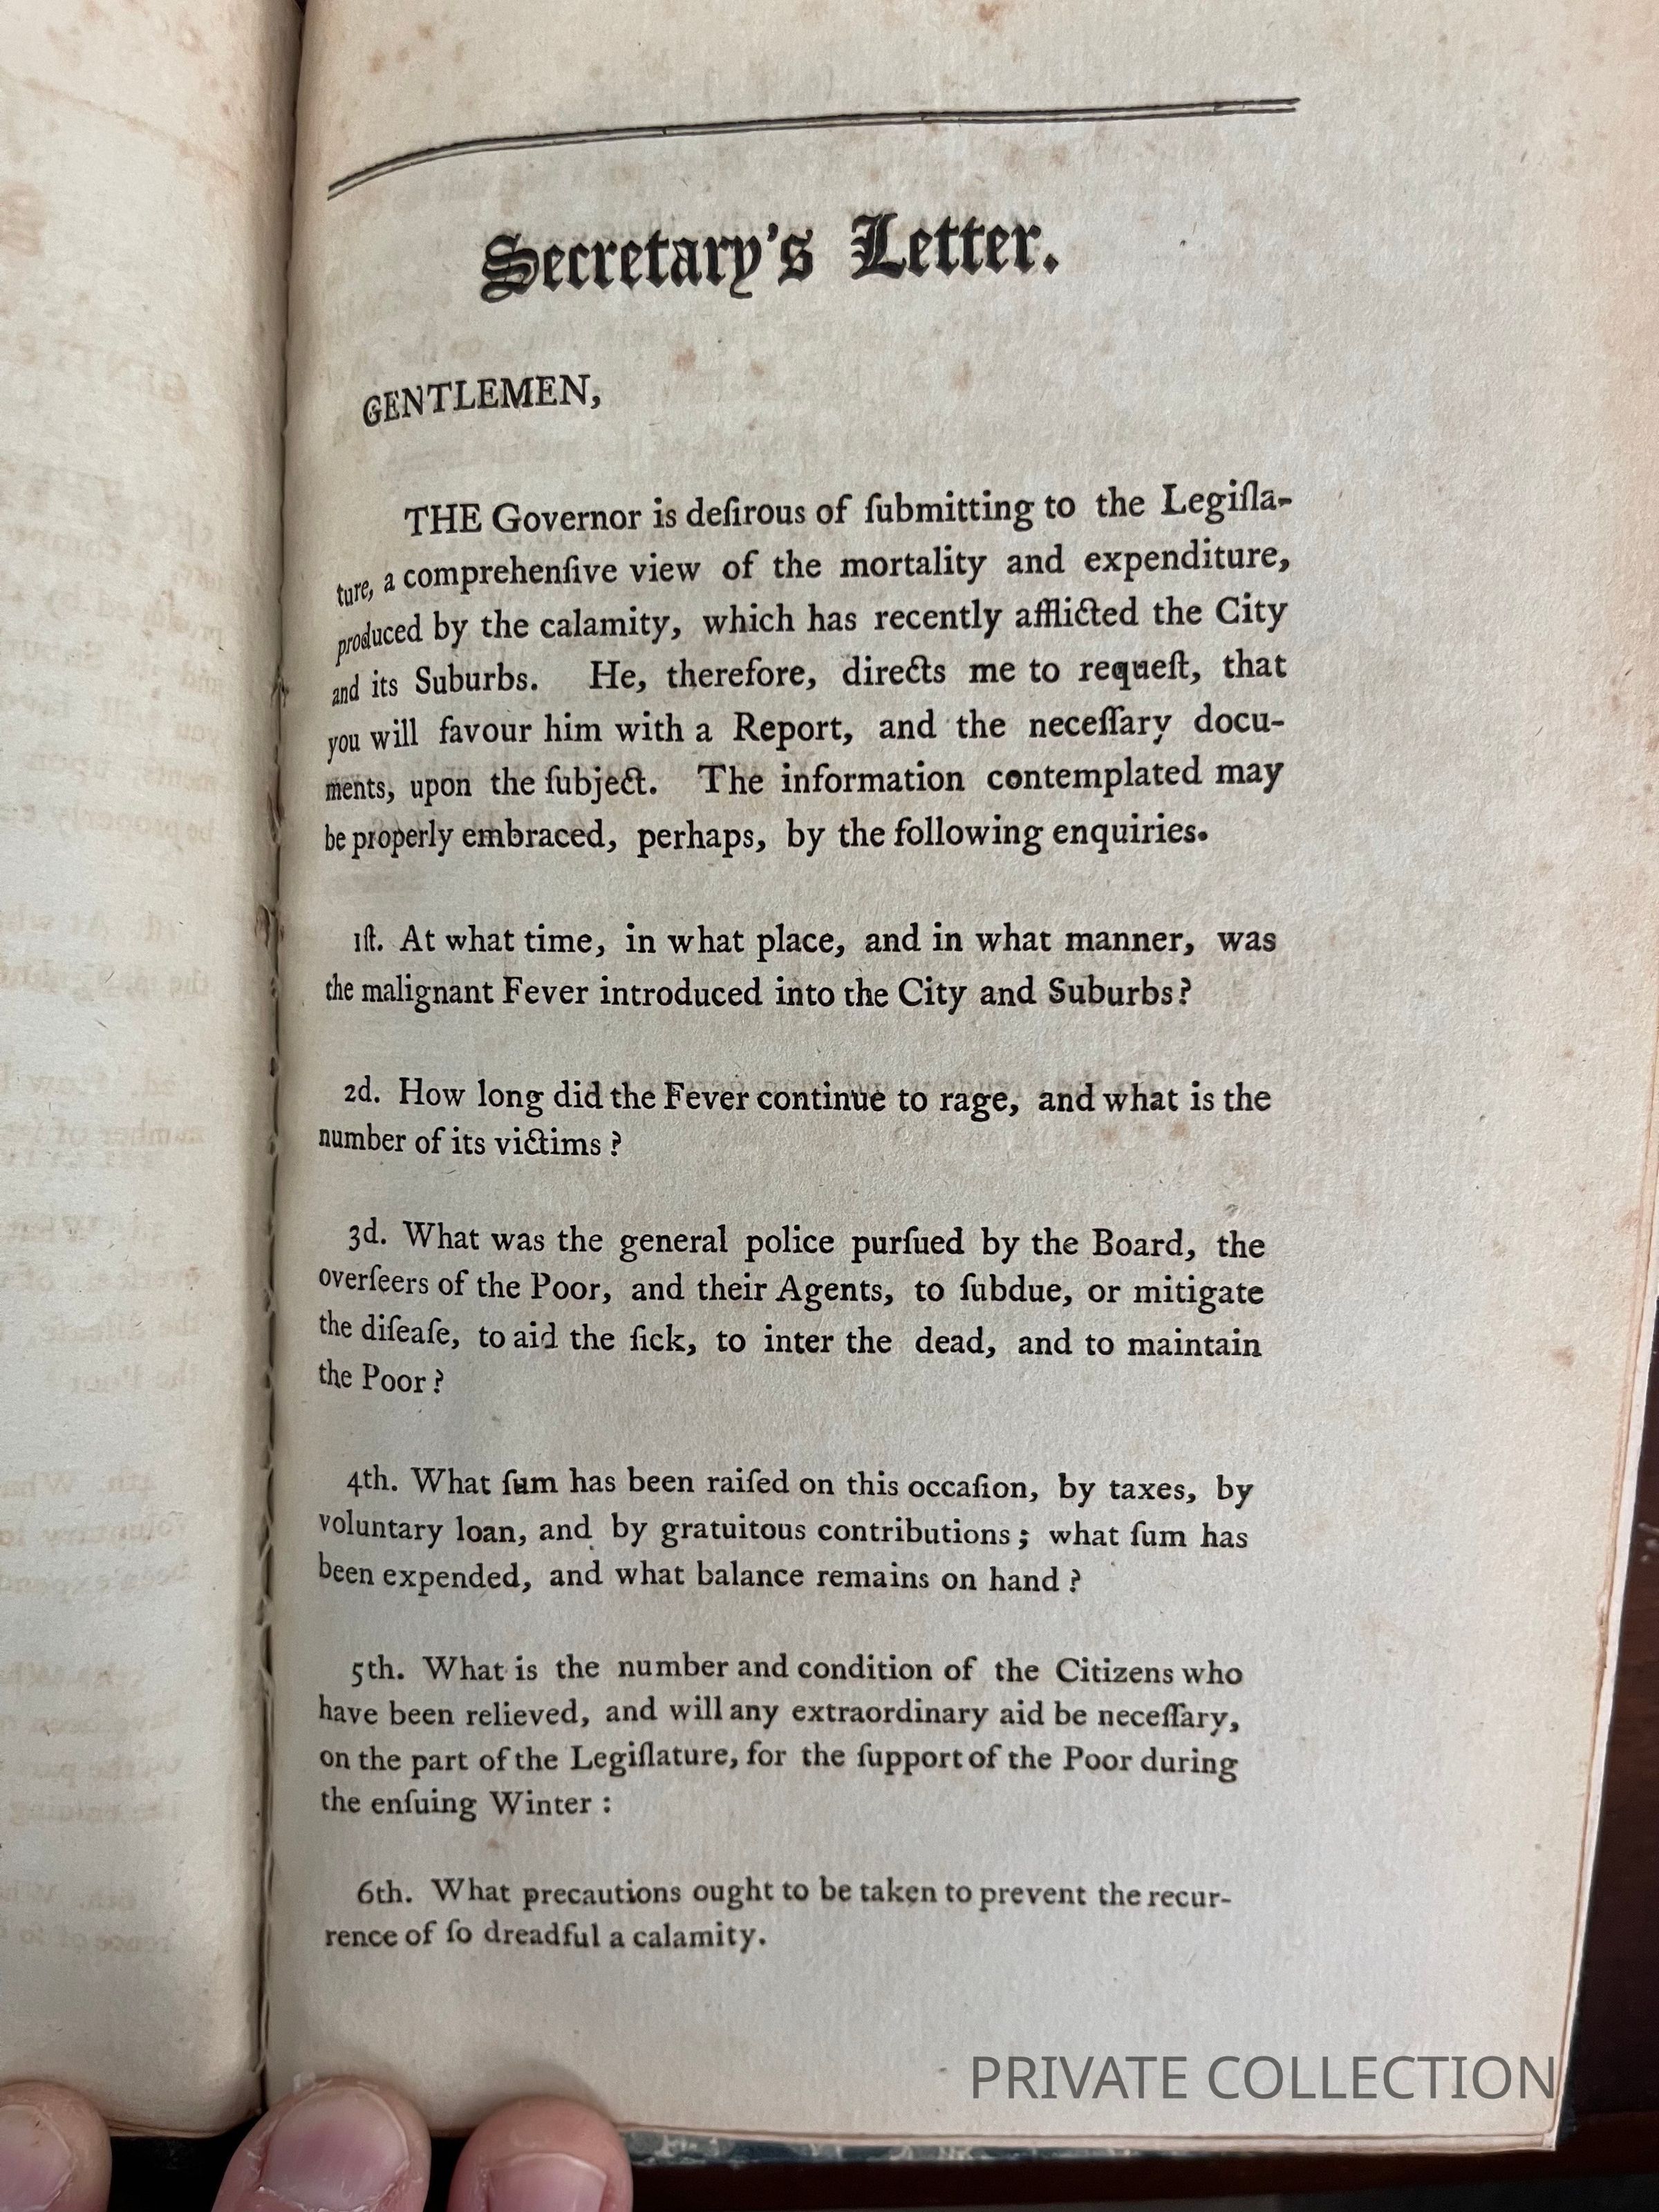 Secretary's Letter.
GENTLEMEN,
THE Governor is deſirous of ſubmitting to the Legiſla-
ture, a comprehenſive view of the mortality and expenditure,
produced by the calamity, which has recently afflicted the City
and its Suburbs. He, therefore, directs me to requeſt, that
you will favour him with a Report, and the neceſſary docu-
ments, upon the ſubject. The information contemplated may
be properly embraced, perhaps, by the following enquiries.
1ſt. At what time, in what place, and in what manner, was
the malignant Fever introduced into the City and Suburbs?
2d. How long did the Fever continue to rage, and what is the
number of its victims?
3d. What was the general police purſued by the Board, the
overſeers of the Poor, and their Agents, to ſubdue, or mitigate
the diſeaſe, to aid the ſick, to inter the dead, and to maintain
the Poor?
4th. What ſum has been raiſed on this occaſion, by taxes, by
voluntary loan, and by gratuitous contributions; what ſum has
been expended, and what balance remains on hand?
5th. What is the number and condition of the Citizens who
have been relieved, and will any extraordinary aid be neceſſary,
on the part of the Legiſlature, for the ſupport of the Poor during
the enſuing Winter:
6th. What precautions ought to be taken to prevent the recur-
rence of ſo dreadful a calamity.
PRIVATE COLLECTION